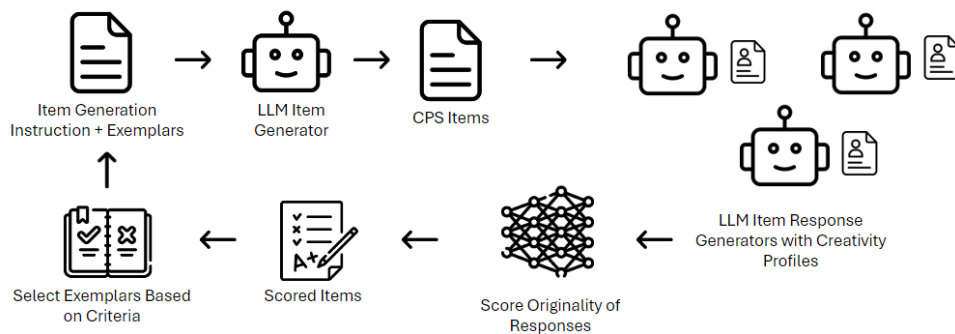 Item Generation
Instruction + Exemplars
LLM Item
Generator
CPS Items
LLM Item Response
Generators with Creativity
Profiles
Score Originality of
Responses
A+
Scored Items
Select Exemplars Based
on Criteria